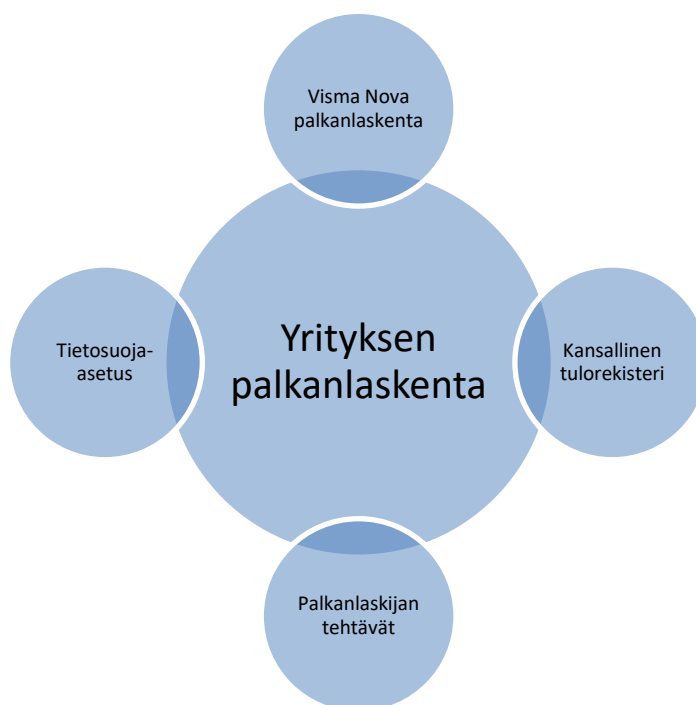 Visma Nova
palkanlaskenta
Yrityksen
palkanlaskenta
Tietosuoja-
asetus
Kansallinen
tulorekisteri
Palkanlaskijan
tehtävät